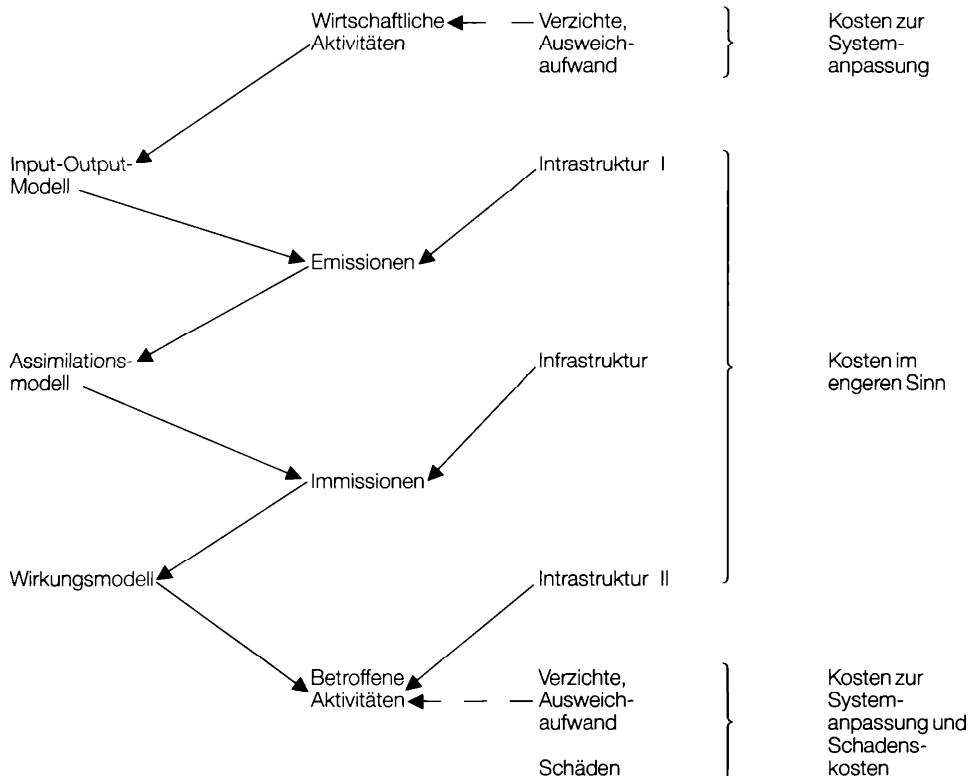 Wirtschaftliche
Aktivitäten
Verzichte,
Ausweich-
aufwand
Kosten zur
System-
anpassung
Input-Output-
Modell
Intrastruktur I
Emissionen
Assimilations-
modell
Infrastruktur
Kosten im
engeren Sinn
Immissionen
Wirkungsmodell
Intrastruktur II
Betroffene
Aktivitäten
Verzichte,
Ausweich-
aufwand
Schäden
Kosten zur
System-
anpassung und
Schadens-
kosten